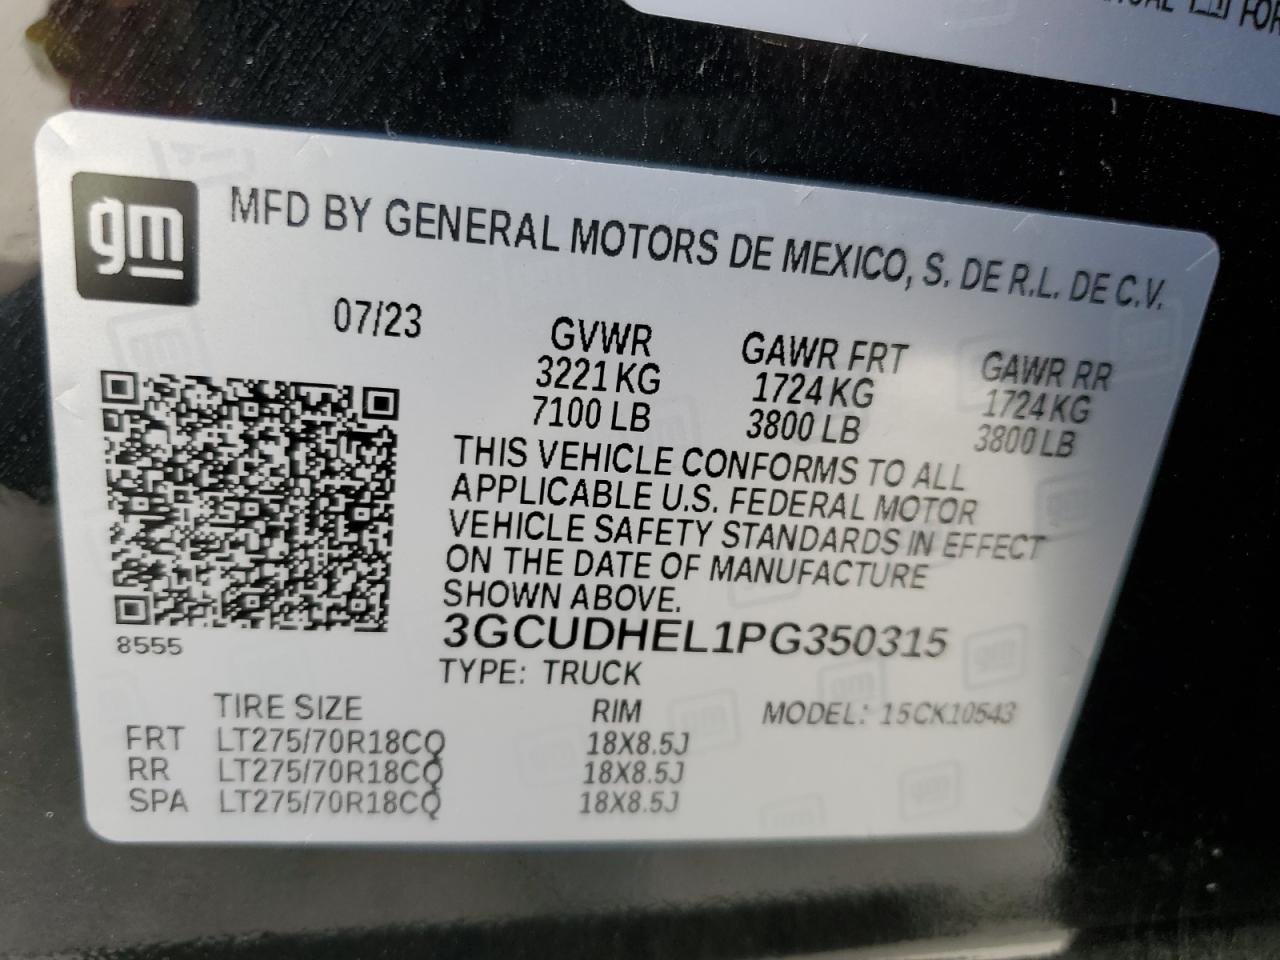 FOR
gm
MFD BY GENERAL MOTORS DE MEXICO, S. DE R.L. DE C.V.
07/23
GVWR GAWR FRT GAWR RR
3221 KG 1724 KG 1724 KG
7100 LB 3800 LB 3800 LB
THIS VEHICLE CONFORMS TO ALL
APPLICABLE U.S. FEDERAL MOTOR
VEHICLE SAFETY STANDARDS IN EFFECT
ON THE DATE OF MANUFACTURE
SHOWN ABOVE.
8555
3GCUDHEL1PG350315
TYPE: TRUCK
TIRE SIZE RIM MODEL: 15CK10543
FRT LT275/70R18CQ 18X8.5J
RR LT275/70R18CQ 18X8.5J
SPA LT275/70R18CQ 18X8.5J